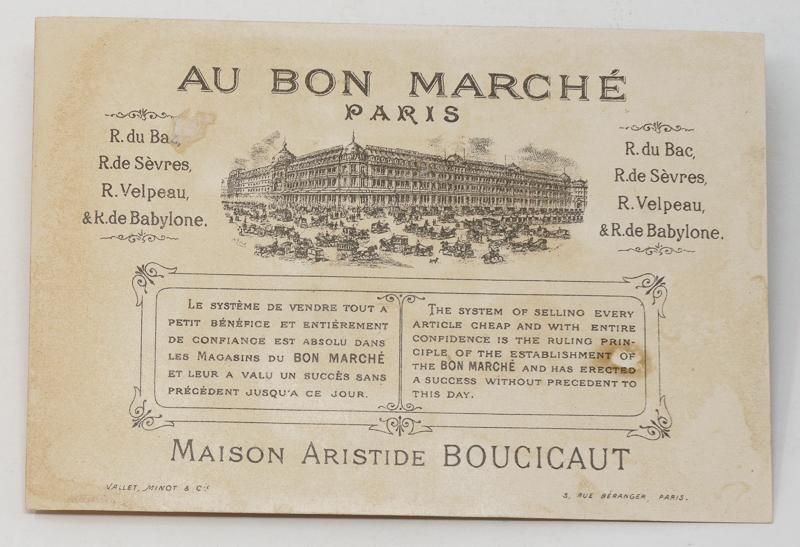 AU BON MARCHÉ
PARIS
R. du Bac,
R. de Sèvres,
R. Velpeau,
& R. de Babylone.
R. du Bac,
R. de Sèvres,
R. Velpeau,
& R. de Babylone.
LE SYSTÈME DE VENDRE TOUT A
PETIT BÉNÉFICE ET ENTIÈREMENT
DE CONFIANCE EST ABSOLU DANS
LES MAGASINS DU BON MARCHÉ
ET LEUR A VALU UN SUCCÈS SANS
PRÉCÉDENT JUSQU'A CE JOUR.
THE SYSTEM OF SELLING EVERY
ARTICLE CHEAP AND WITH ENTIRE
CONFIDENCE IS THE RULING PRIN-
CIPLE OF THE ESTABLISHMENT OF
THE BON MARCHÉ AND HAS ERECTED
A SUCCESS WITHOUT PRECEDENT TO
THIS DAY.
MAISON ARISTIDE BOUCICAUT
VALLET, MINOT & Cie
5, RUE BÉRANGER, PARIS.